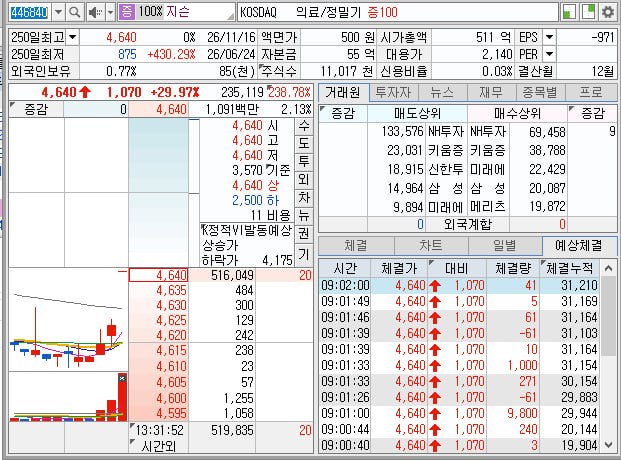 446840 증 100% 지슨 KOSDAQ 의료/정밀기 증100
250일최고 4,640 0% 26/11/16 액면가 500 원 시가총액 511 억 EPS -971
250일최저 875 +430.29% 26/06/24 자본금 55 억 대용가 2,140 PER
외국인보유 0.77% 85(천) 주식수 11,017 천 신용비율 0.03% 결산월 12월
4,640 1,070 +29.97% 235,119 238.78% 거래원 투자자 뉴스 재무 종목별 프로
증감 0 4,640 1,091백만 2.13% 증감 매도상위 매수상위 증감
4,640 시 수 133,576 NH투자 NH투자 69,458 9
4,640 고 도 23,031 키움증 키움증 38,788
4,640 저 투 18,915 신한투 미래에 22,429
3,570 기준 외 14,964 삼 성 삼 성 20,087
4,640 상 차 9,894 미래에 메리츠 19,872
2,500 하 뉴 0 외국계합 0
11 비용 권
정적VI발동예상 기
상승가
하락가 4,175
체결 차트 일별 예상체결
시간 체결가 대비 체결량 체결누적
4,640 516,049 20 09:02:00 4,640 1,070 41 31,210
4,635 484 09:01:49 4,640 1,070 5 31,169
4,630 300 09:01:46 4,640 1,070 61 31,164
4,625 129 09:01:39 4,640 1,070 -61 31,103
4,620 242 09:01:39 4,640 1,070 10 31,164
4,615 238 09:01:33 4,640 1,070 1,000 31,154
4,610 23 09:01:33 4,640 1,070 271 30,154
4,605 57 09:01:26 4,640 1,070 -61 29,883
4,600 1,255 09:01:00 4,640 1,070 9,800 29,944
4,595 1,058 09:00:44 4,640 1,070 240 20,144
13:31:52 519,835 20 09:00:40 4,640 1,070 3 19,904
시간외